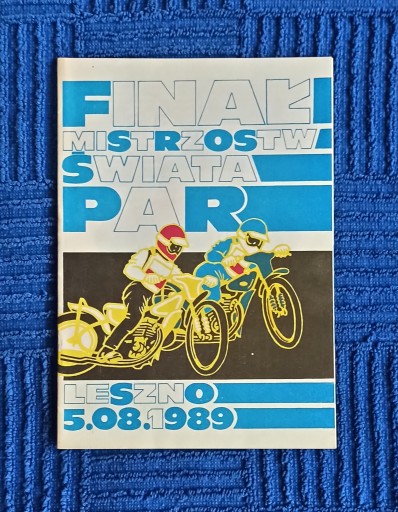 FINAŁ
MISTRZOSTW
ŚWIATA
PAR
LESZNO
5.08.1989